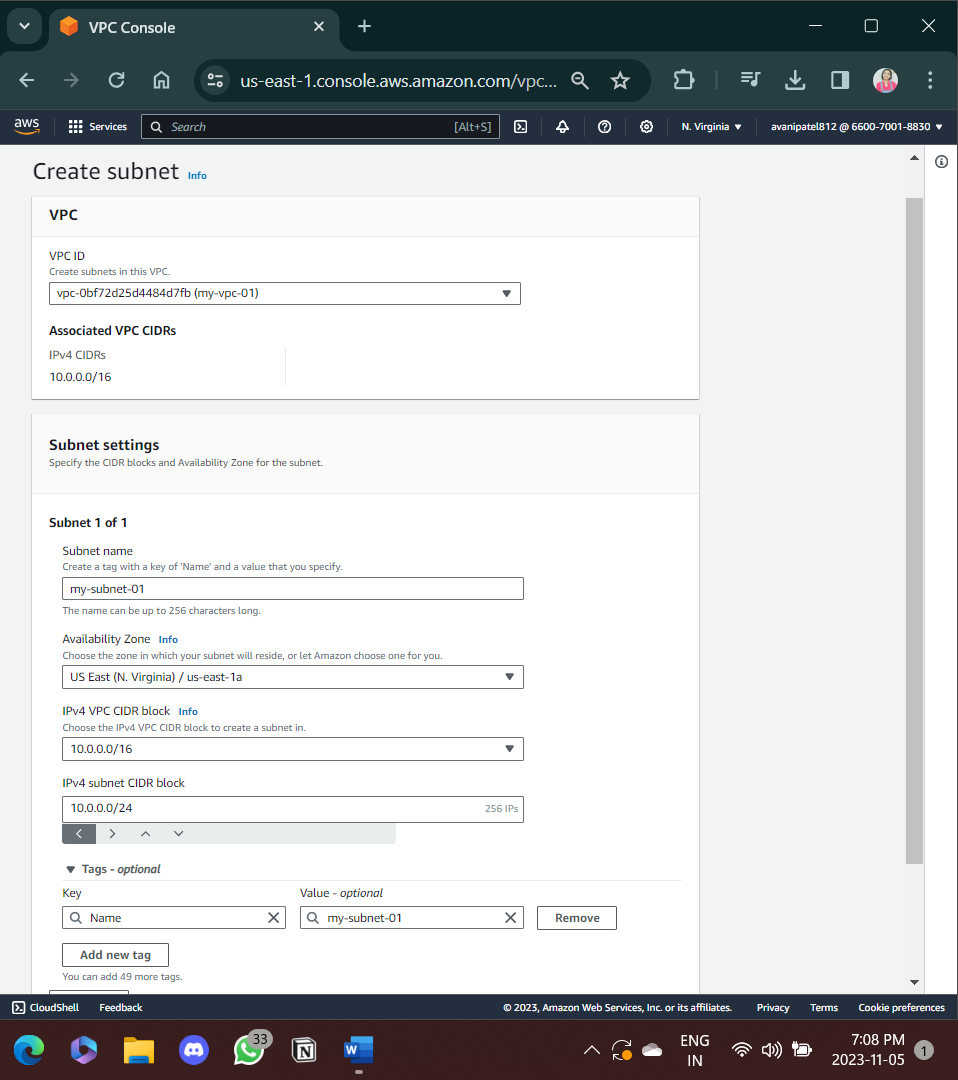 VPC Console
us-east-1.console.aws.amazon.com/vpc...
aws
Services
Search
[Alt+S]
N. Virginia
avanipatel812 @ 6600-7001-8830
Create subnet Info
VPC
VPC ID
Create subnets in this VPC.
vpc-0bf72d25d4484d7fb (my-vpc-01)
Associated VPC CIDRs
IPv4 CIDRs
10.0.0.0/16
Subnet settings
Specify the CIDR blocks and Availability Zone for the subnet.
Subnet 1 of 1
Subnet name
Create a tag with a key of 'Name' and a value that you specify.
my-subnet-01
The name can be up to 256 characters long.
Availability Zone Info
Choose the zone in which your subnet will reside, or let Amazon choose one for you.
US East (N. Virginia) / us-east-1a
IPv4 VPC CIDR block Info
Choose the IPv4 VPC CIDR block to create a subnet in.
10.0.0.0/16
IPv4 subnet CIDR block
10.0.0.0/24 256 IPs
Tags - optional
Key Value - optional
Name my-subnet-01 Remove
Add new tag
You can add 49 more tags.
CloudShell Feedback © 2023, Amazon Web Services, Inc. or its affiliates. Privacy Terms Cookie preferences
33
N
W
ENG
IN
7:08 PM
2023-11-05
1